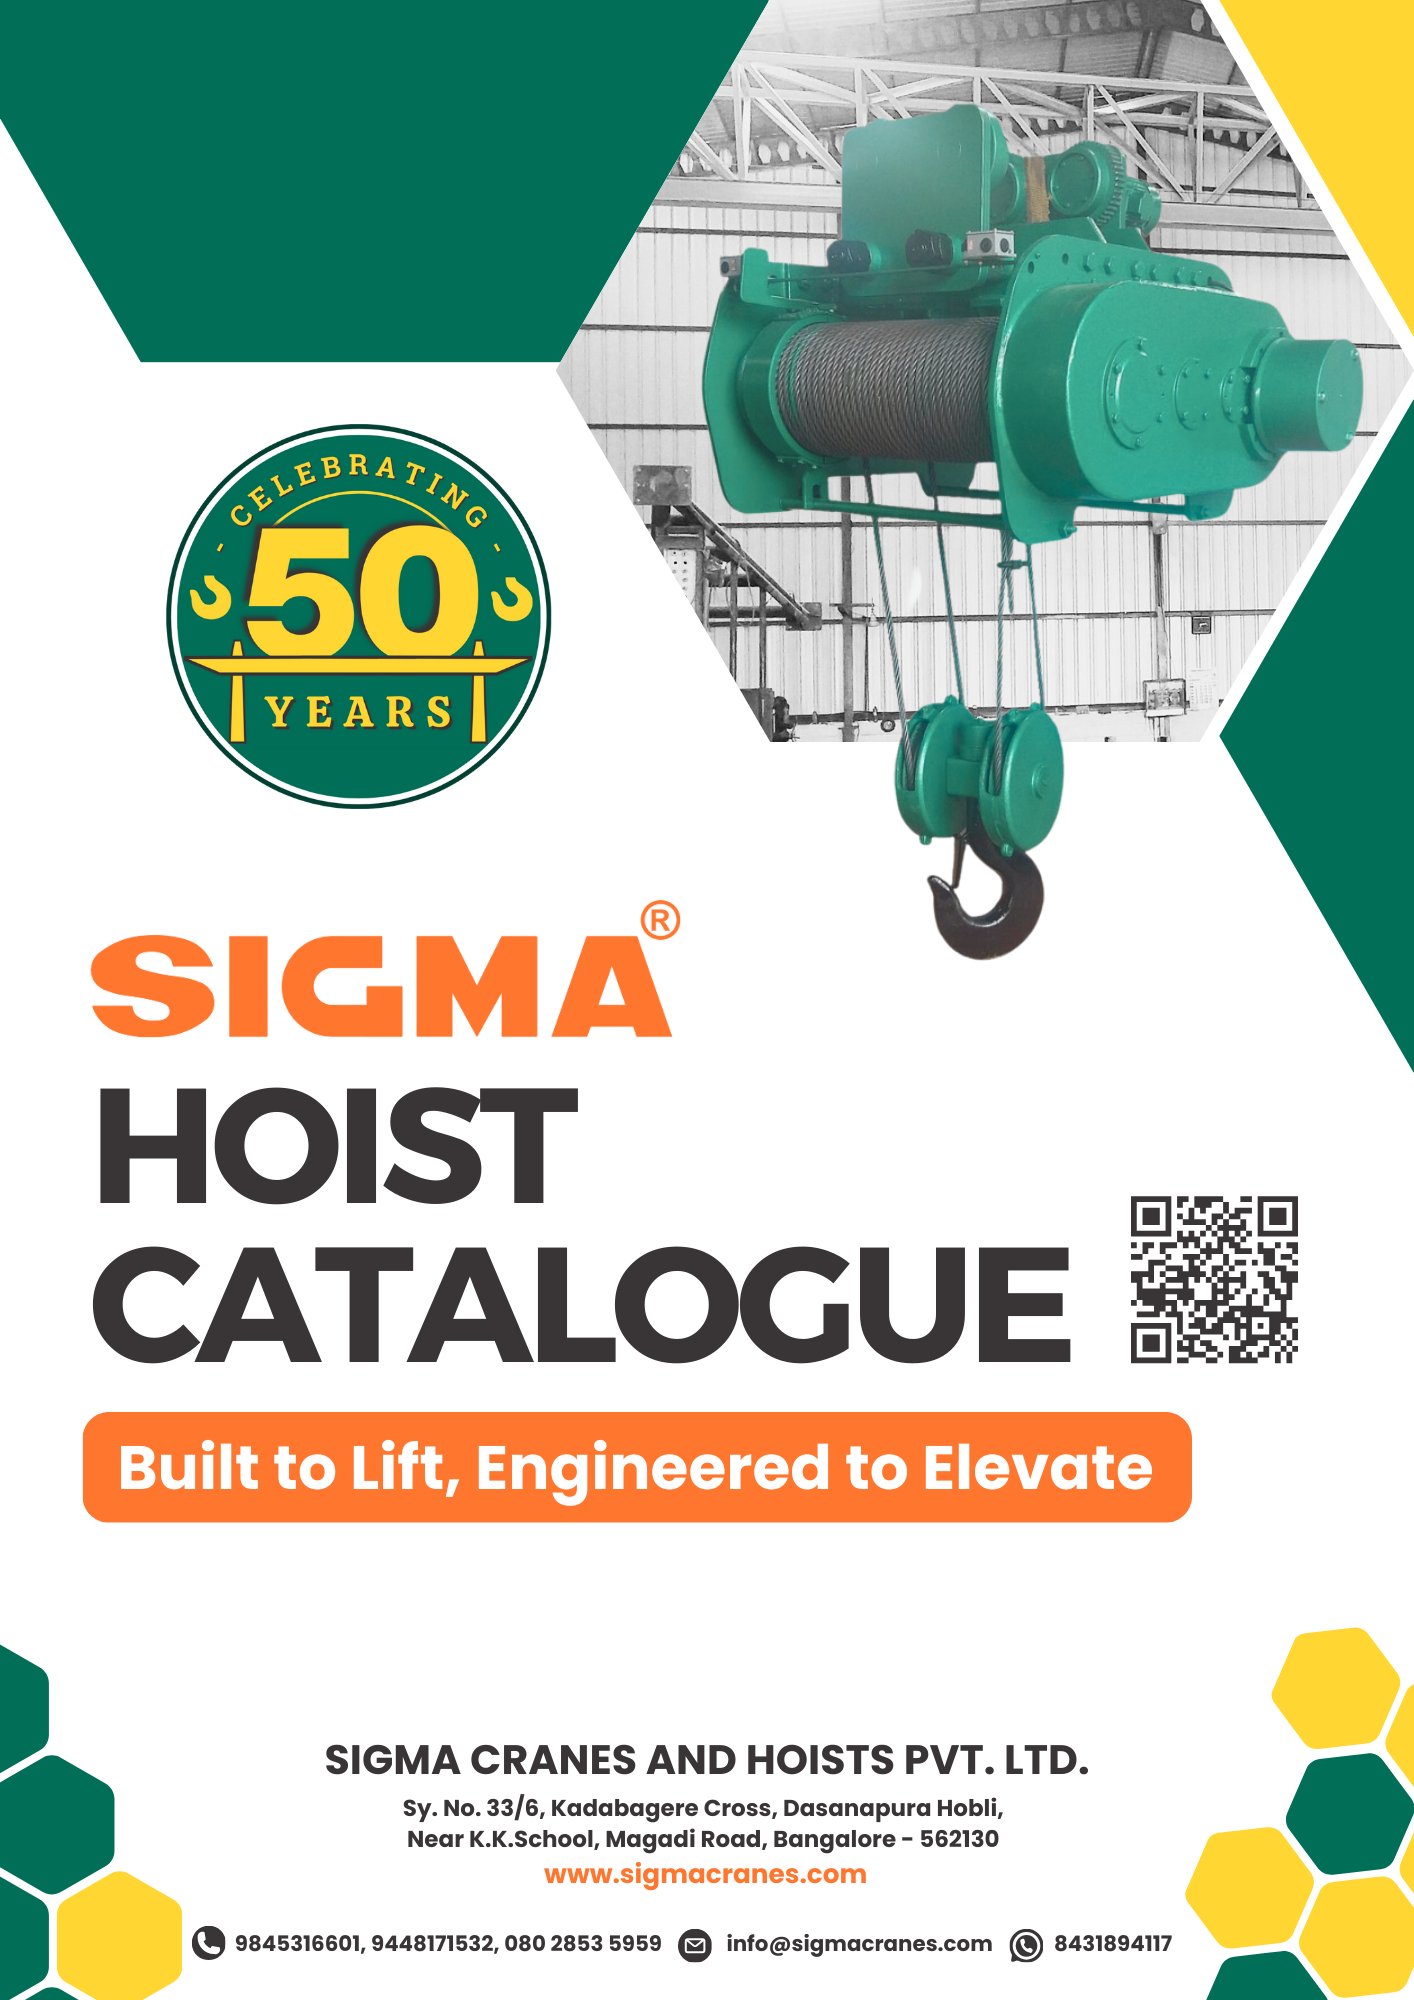 - CELEBRATING -
50
YEARS
SIGMA®
HOIST
CATALOGUE
Built to Lift, Engineered to Elevate
SIGMA CRANES AND HOISTS PVT. LTD.
Sy. No. 33/6, Kadabagere Cross, Dasanapura Hobli,
Near K.K.School, Magadi Road, Bangalore - 562130
www.sigmacranes.com
9845316601, 9448171532, 080 2853 5959 info@sigmacranes.com 8431894117